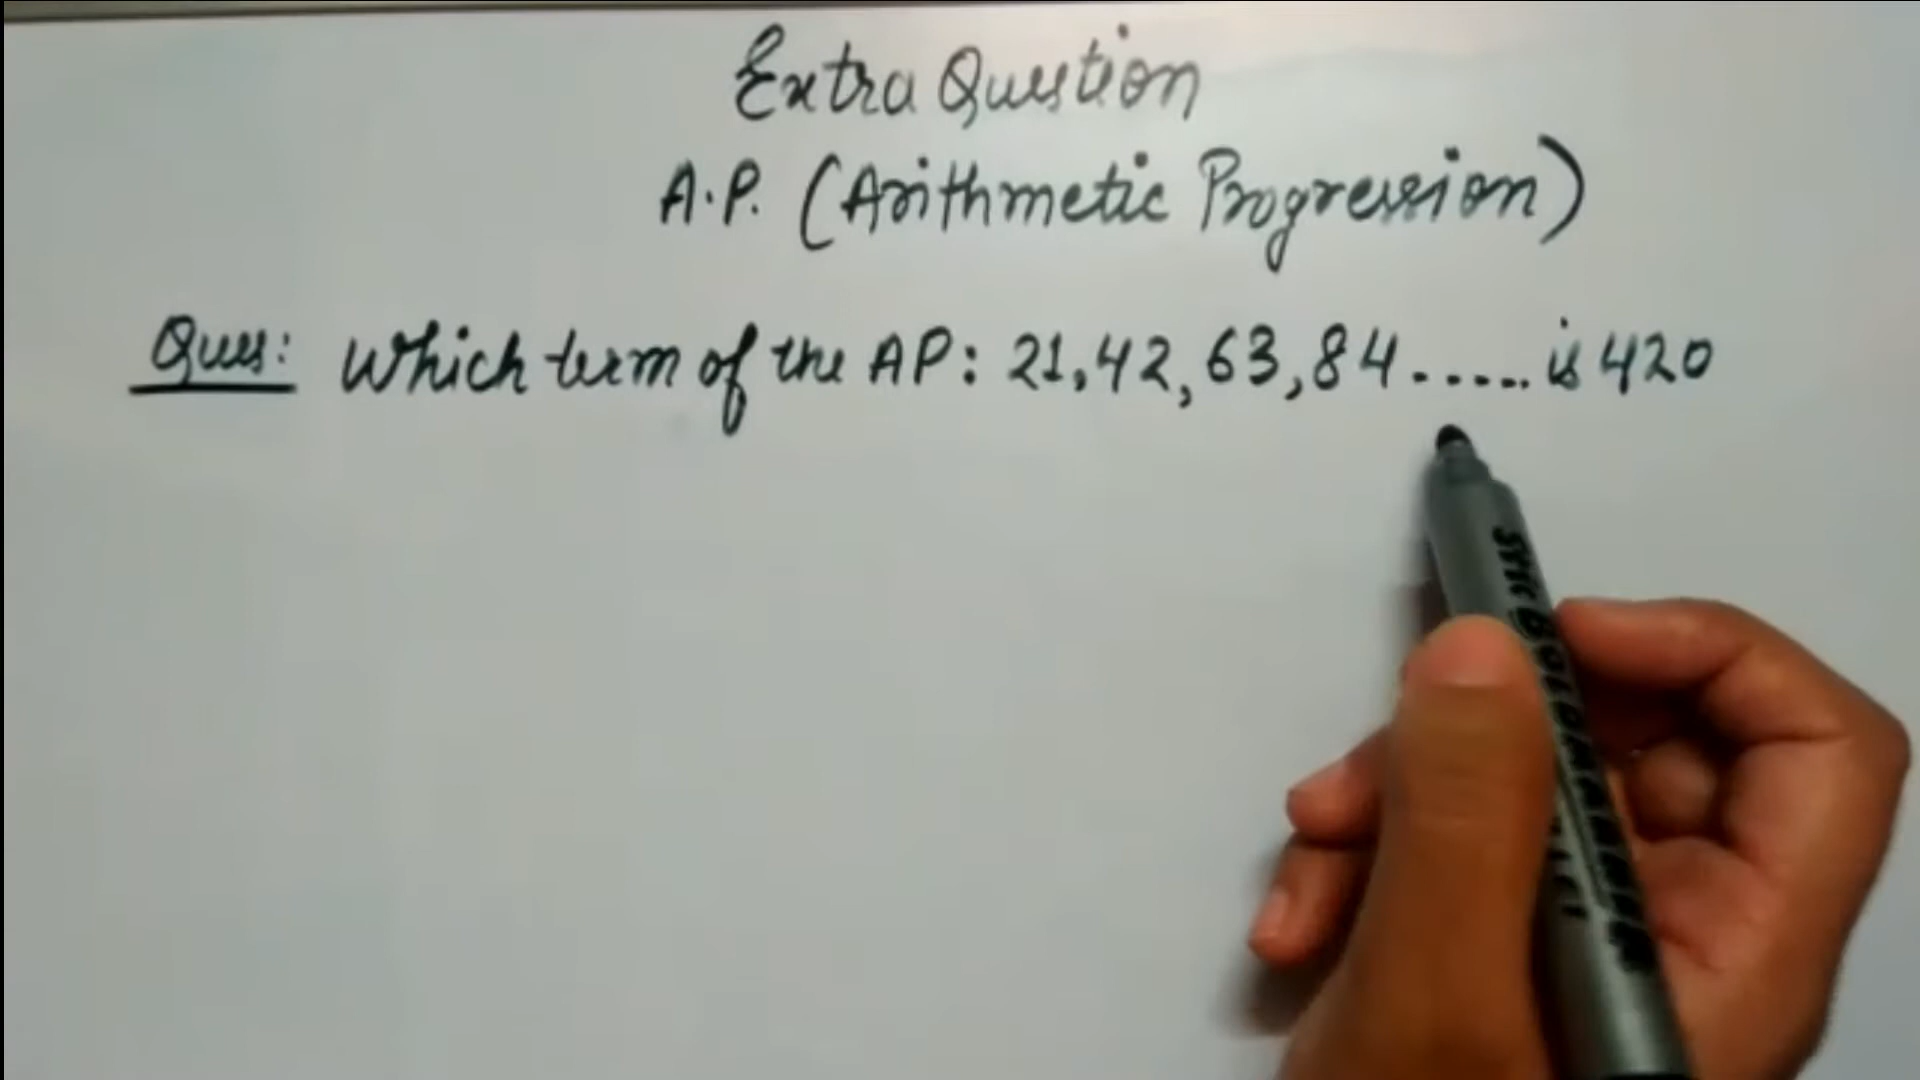 Extra Question
A.P. (Arithmetic Progression)
Ques: Which term of the AP: 21, 42, 63, 84 ...... is 420